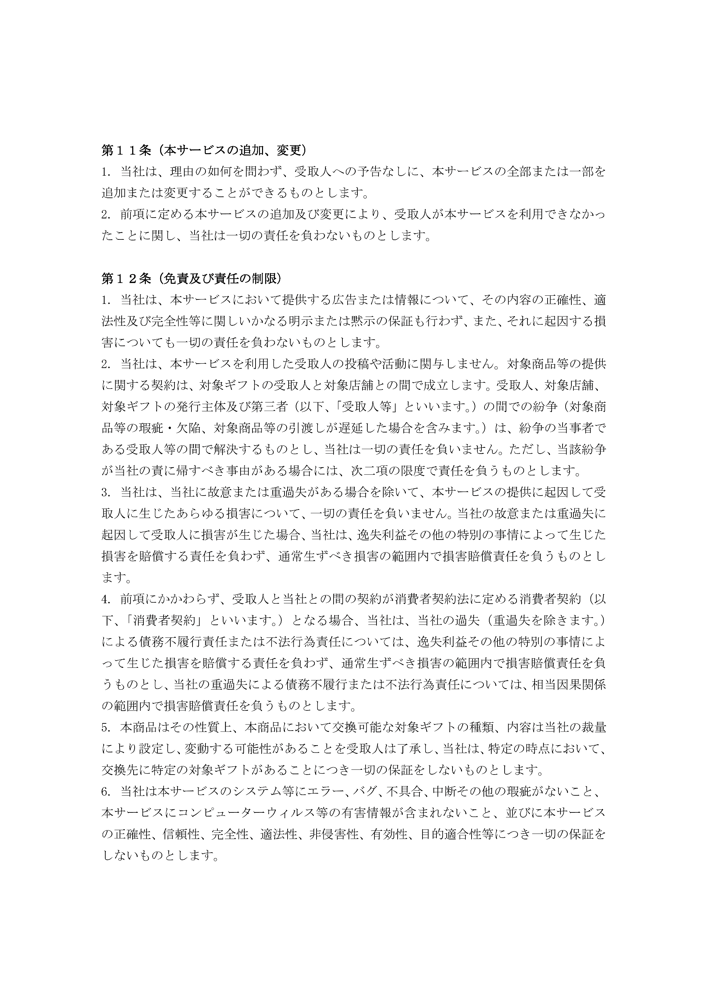 第１１条（本サービスの追加、変更）
1. 当社は、理由の如何を問わず、受取人への予告なしに、本サービスの全部または一部を
追加または変更することができるものとします。
2. 前項に定める本サービスの追加及び変更により、受取人が本サービスを利用できなかっ
たことに関し、当社は一切の責任を負わないものとします。
第１２条（免責及び責任の制限）
1. 当社は、本サービスにおいて提供する広告または情報について、その内容の正確性、適
法性及び完全性等に関しいかなる明示または黙示の保証も行わず、また、それに起因する損
害についても一切の責任を負わないものとします。
2. 当社は、本サービスを利用した受取人の投稿や活動に関与しません。対象商品等の提供
に関する契約は、対象ギフトの受取人と対象店舗との間で成立します。受取人、対象店舗、
対象ギフトの発行主体及び第三者（以下、「受取人等」といいます。）の間での紛争（対象商
品等の瑕疵・欠陥、対象商品等の引渡しが遅延した場合を含みます。）は、紛争の当事者で
ある受取人等の間で解決するものとし、当社は一切の責任を負いません。ただし、当該紛争
が当社の責に帰すべき事由がある場合には、次二項の限度で責任を負うものとします。
3. 当社は、当社に故意または重過失がある場合を除いて、本サービスの提供に起因して受
取人に生じたあらゆる損害について、一切の責任を負いません。当社の故意または重過失に
起因して受取人に損害が生じた場合、当社は、逸失利益その他の特別の事情によって生じた
損害を賠償する責任を負わず、通常生ずべき損害の範囲内で損害賠償責任を負うものとし
ます。
4. 前項にかかわらず、受取人と当社との間の契約が消費者契約法に定める消費者契約（以
下、「消費者契約」といいます。）となる場合、当社は、当社の過失（重過失を除きます。）
による債務不履行責任または不法行為責任については、逸失利益その他の特別の事情によ
って生じた損害を賠償する責任を負わず、通常生ずべき損害の範囲内で損害賠償責任を負
うものとし、当社の重過失による債務不履行または不法行為責任については、相当因果関係
の範囲内で損害賠償責任を負うものとします。
5. 本商品はその性質上、本商品において交換可能な対象ギフトの種類、内容は当社の裁量
により設定し、変動する可能性があることを受取人は了承し、当社は、特定の時点において、
交換先に特定の対象ギフトがあることにつき一切の保証をしないものとします。
6. 当社は本サービスのシステム等にエラー、バグ、不具合、中断その他の瑕疵がないこと、
本サービスにコンピューターウィルス等の有害情報が含まれないこと、並びに本サービス
の正確性、信頼性、完全性、適法性、非侵害性、有効性、目的適合性等につき一切の保証を
しないものとします。